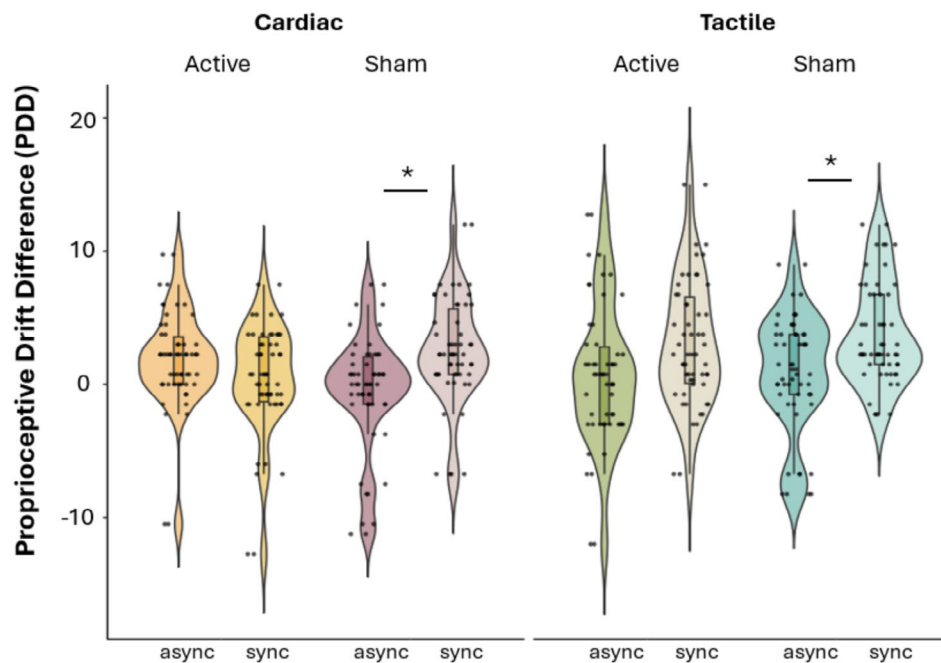 Cardiac
Tactile
Active
Sham
Active
Sham
Proprioceptive Drift Difference (PDD)
20
10
0
-10
*
*
async
sync
async
sync
async
sync
async
sync